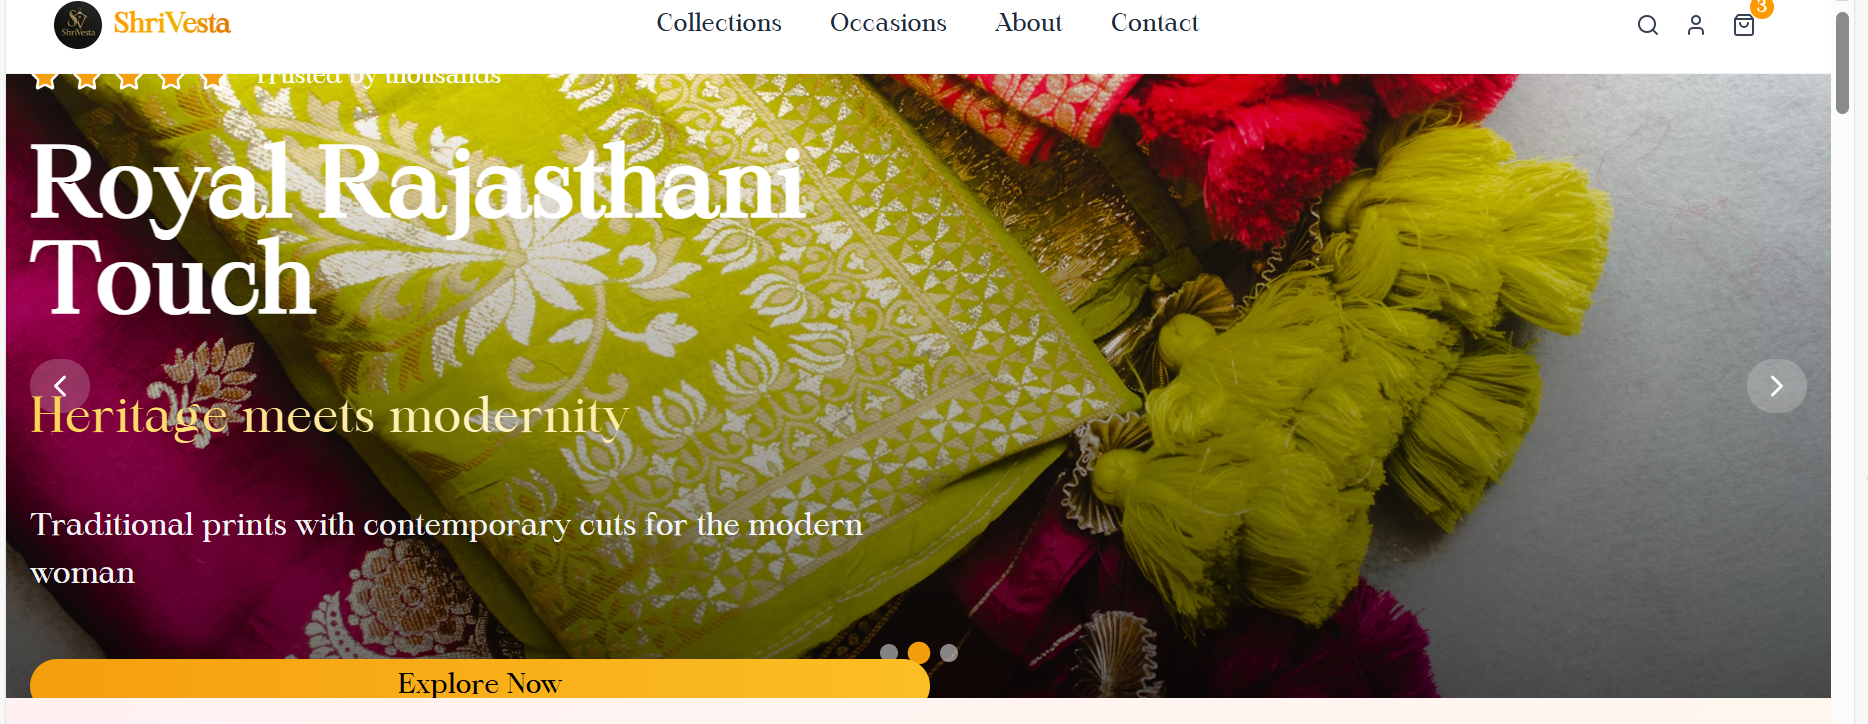 ShriVesta
ShriVesta
Collections
Occasions
About
Contact
3
Trusted by thousands
Royal Rajasthani
Touch
Heritage meets modernity
Traditional prints with contemporary cuts for the modern
woman
Explore Now